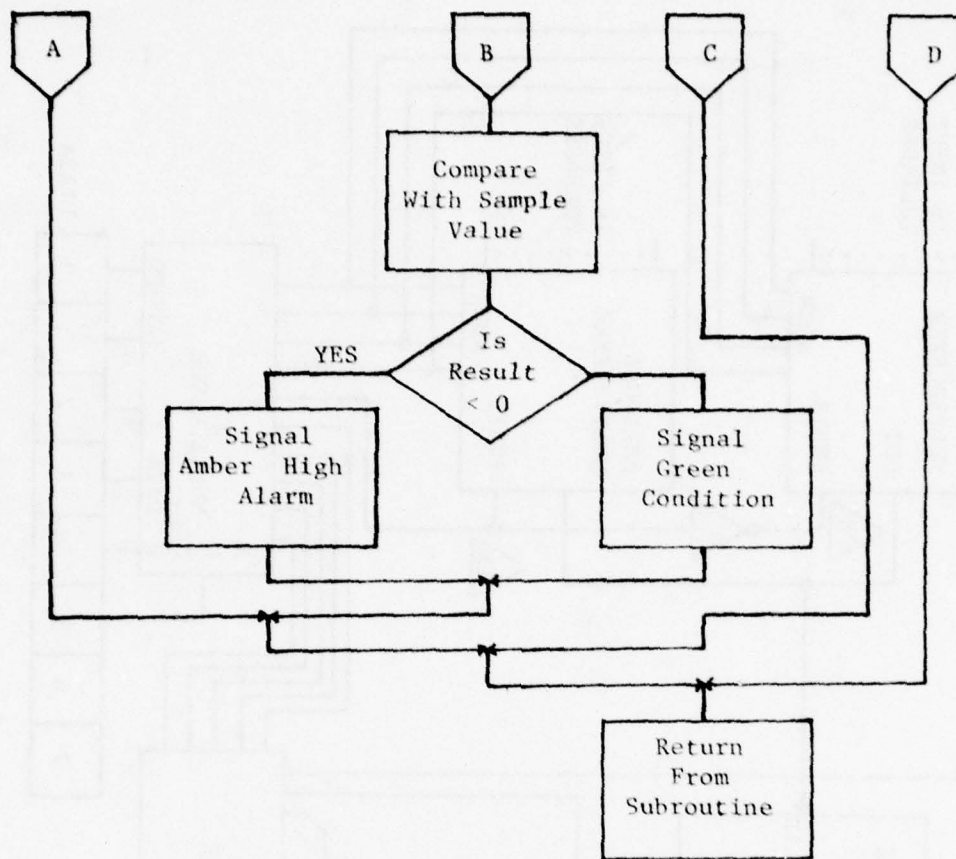 A
B
C
D
Compare
With Sample
Value
Is
Result
< 0
YES
Signal
Amber High
Alarm
Signal
Green
Condition
Return
From
Subroutine